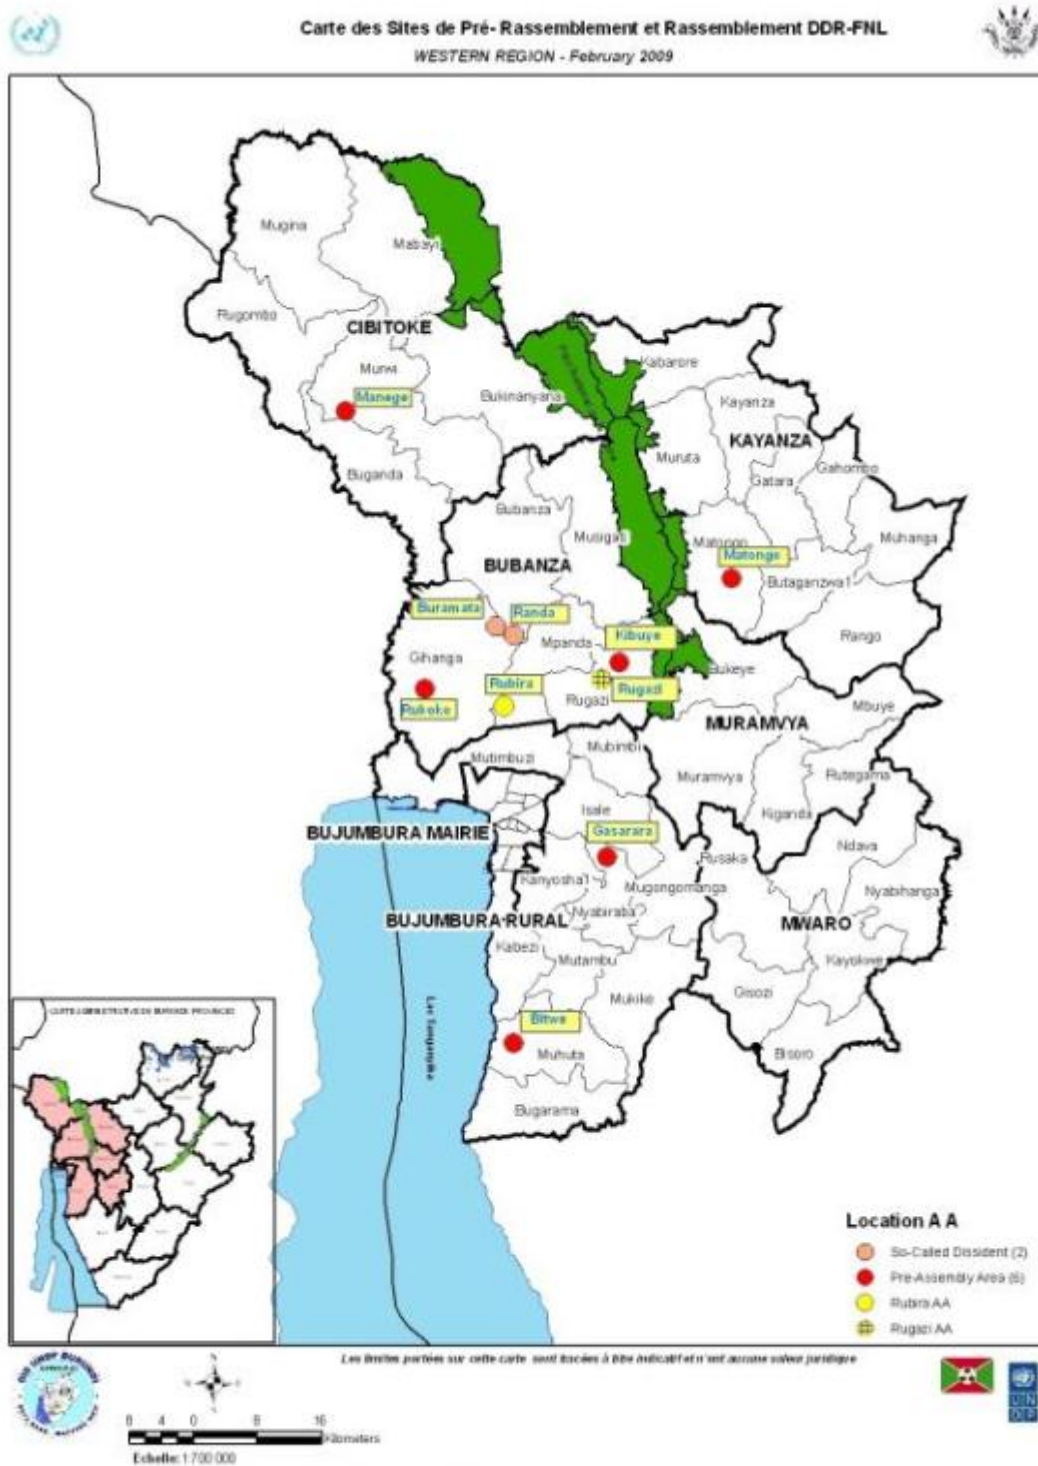 Carte des Sites de Pré- Rassemblement et Rassemblement DDR-FNL
WESTERN REGION - February 2009
Mugina
Mabayi
Rugombo
CIBITOKE
Murwi
Manege
Bukinanyana
Buganda
Kabarore
Kayanza
KAYANZA
Muruta
Gahombo
Gatara
Muhanga
Matongo
Matongo
Butaganzwa1
Rango
Bubanza
Musigati
BUBANZA
Buramata
Randa
Mpanda
Kibuye
Gihanga
Rubira
Rugazi
Rugazi
Rukoko
Bukeye
Mbuye
MURAMVYA
Muramvya
Rutegama
Kiganda
Mutimbuzi
Mubimbi
Isale
BUJUMBURA MAIRIE
Gasarara
Rusaka
Ndava
Kanyosha1
Mugongomanga
Nyabihanga
Nyabiraba
BUJUMBURA RURAL
MWARO
Kabezi
Mutambu
Kayokwe
Mukike
Gisozi
Lac Tanganyika
Bitwe
Muhuta
Bisoro
Bugarama
Location A A
So-Called Dissident (2)
Pre-Assembly Area (6)
Rubira AA
Rugazi AA
Les limites portées sur cette carte sont tracées à titre indicatif et n'ont aucune valeur juridique
8 4 0 8 16
Kilometers
Echelle: 1 700 000
UN
DP